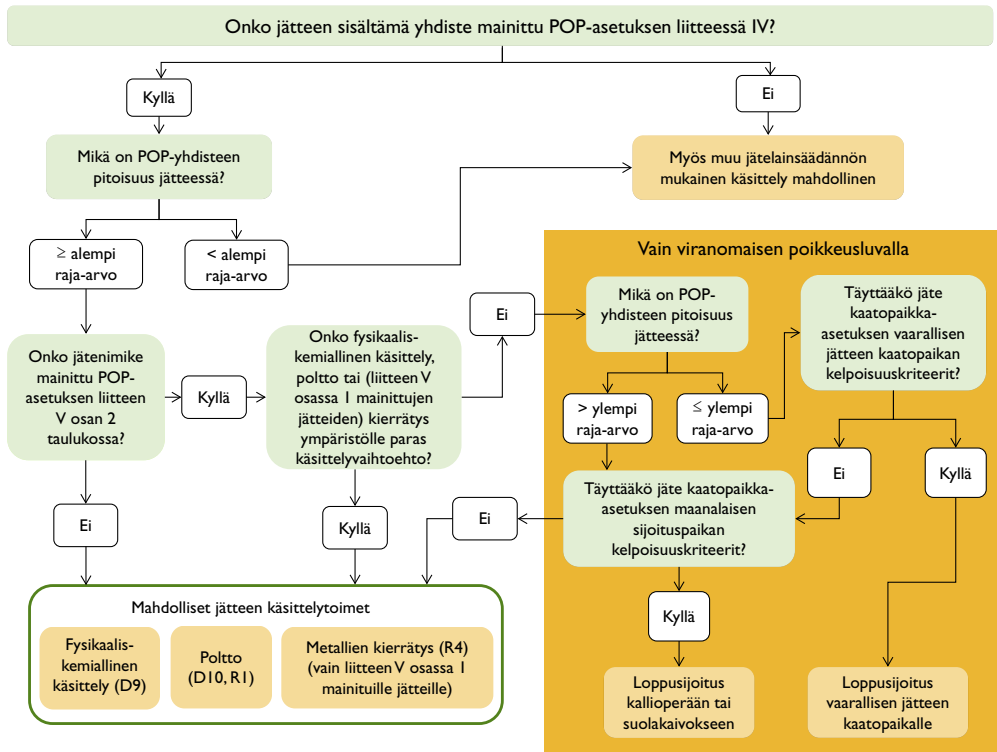 Onko jätteen sisältämä yhdiste mainittu POP-asetuksen liitteessä IV?
Kyllä
Ei
Mikä on POP-yhdisteen
pitoisuus jätteessä?
Myös muu jätelainsäädännön
mukainen käsittely mahdollinen
≥ alempi
raja-arvo
< alempi
raja-arvo
Vain viranomaisen poikkeusluvalla
Ei
Mikä on POP-
yhdisteen pitoisuus
jätteessä?
Täyttääkö jäte
kaatopaikka-
asetuksen vaarallisen
jätteen kaatopaikan
kelpoisuuskriteerit?
Onko jätenimike
mainittu POP-
asetuksen liitteen
V osan 2
taulukossa?
Kyllä
Onko fysikaalis-
kemiallinen käsittely,
poltto tai (liitteen V
osassa 1 mainittujen
jätteiden) kierrätys
ympäristölle paras
käsittelyvaihtoehto?
> ylempi
raja-arvo
≤ ylempi
raja-arvo
Ei
Kyllä
Ei
Kyllä
Ei
Täyttääkö jäte kaatopaikka-
asetuksen maanalaisen
sijoituspaikan
kelpoisuuskriteerit?
Kyllä
Mahdolliset jätteen käsittelytoimet
Fysikaalis-
kemiallinen
käsittely (D9)
Poltto
(D10, R1)
Metallien kierrätys (R4)
(vain liitteen V osassa 1
mainituille jätteille)
Loppusijoitus
kallioperään tai
suolakaivokseen
Loppusijoitus
vaarallisen jätteen
kaatopaikalle